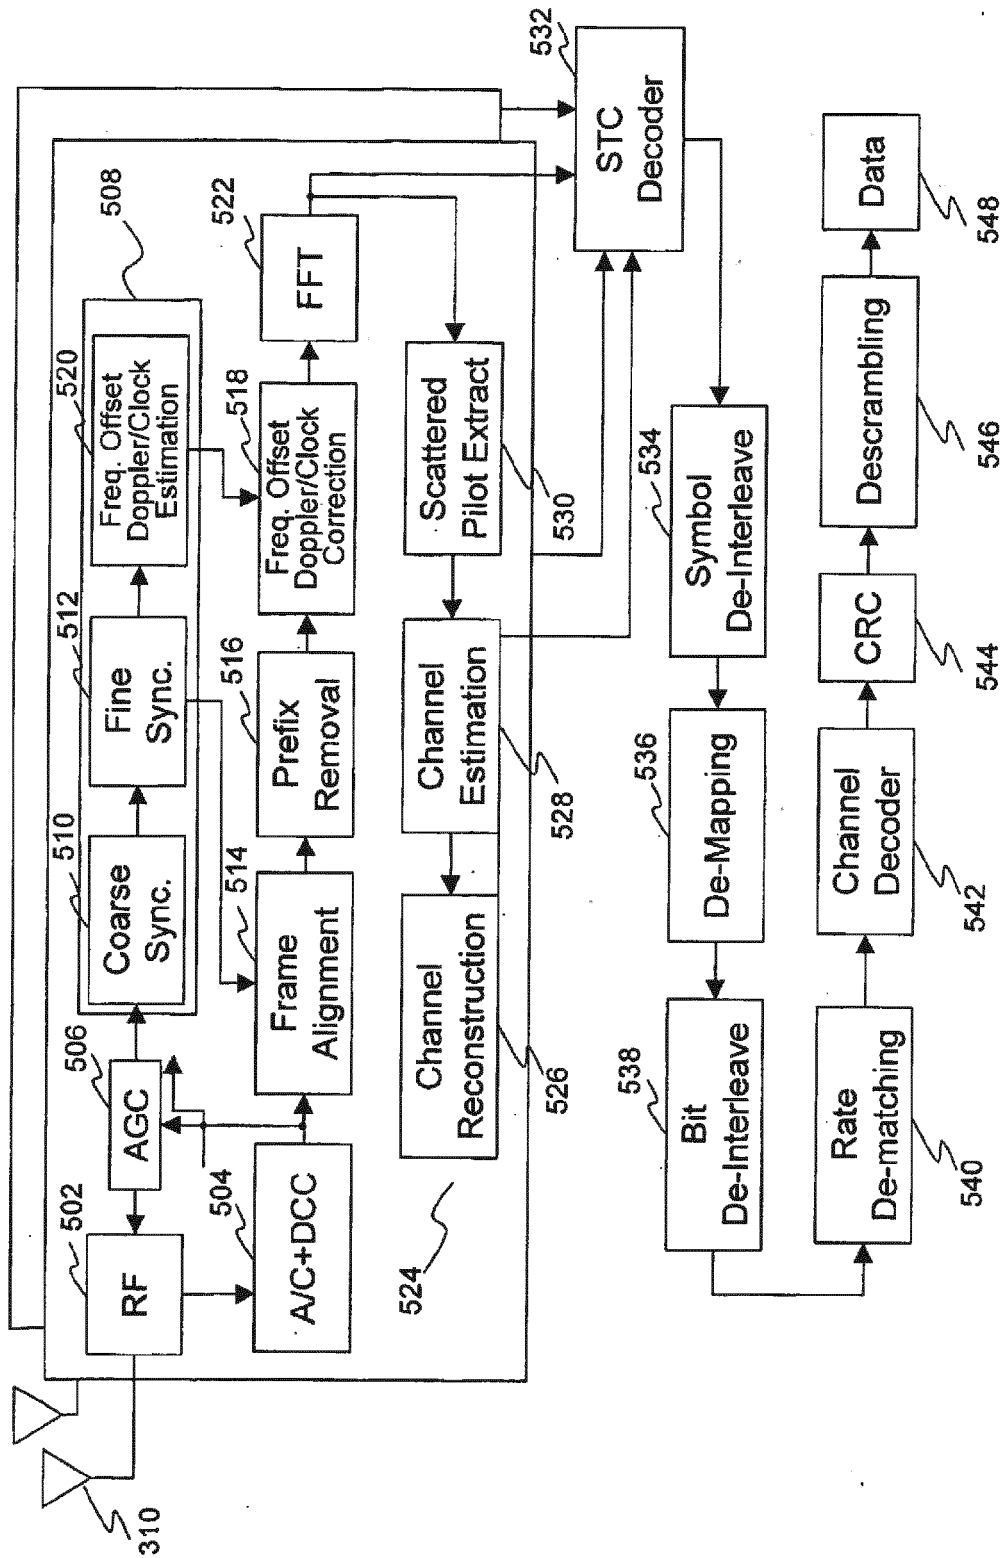 310
502
RF
504
A/C+DCC
506
AGC
508
510
Coarse
Sync.
512
Fine
Sync.
520
Freq. Offset
Doppler/Clock
Estimation
514
Frame
Alignment
516
Prefix
Removal
518
Freq. Offset
Doppler/Clock
Correction
522
FFT
524
Channel
Reconstruction
526
Channel
Estimation
528
Scattered
Pilot Extract
530
532
STC
Decoder
534
Symbol
De-Interleave
536
De-Mapping
538
Bit
De-Interleave
Rate
De-matching
540
Channel
Decoder
542
CRC
544
Descrambling
546
Data
548